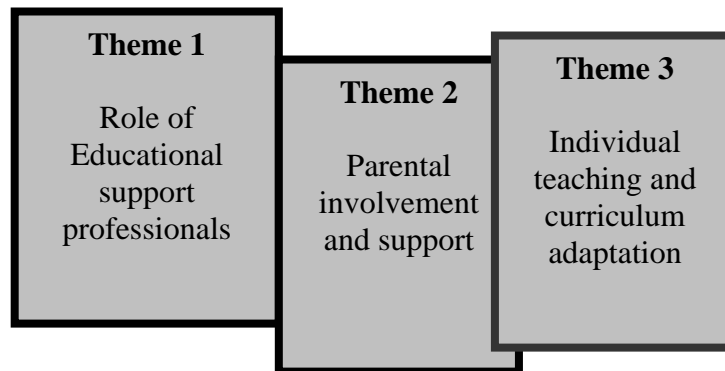 Theme 1
Role of
Educational
support
professionals
Theme 2
Parental
involvement
and support
Theme 3
Individual
teaching and
curriculum
adaptation